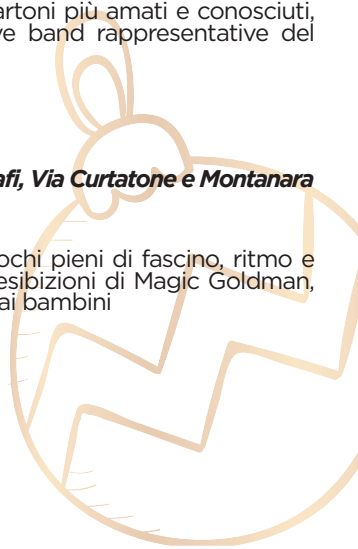 artoni più amati e conosciuti,
ve band rappresentative del
afi, Via Curtatone e Montanara
ochi pieni di fascino, ritmo e
esibizioni di Magic Goldman,
ai bambini